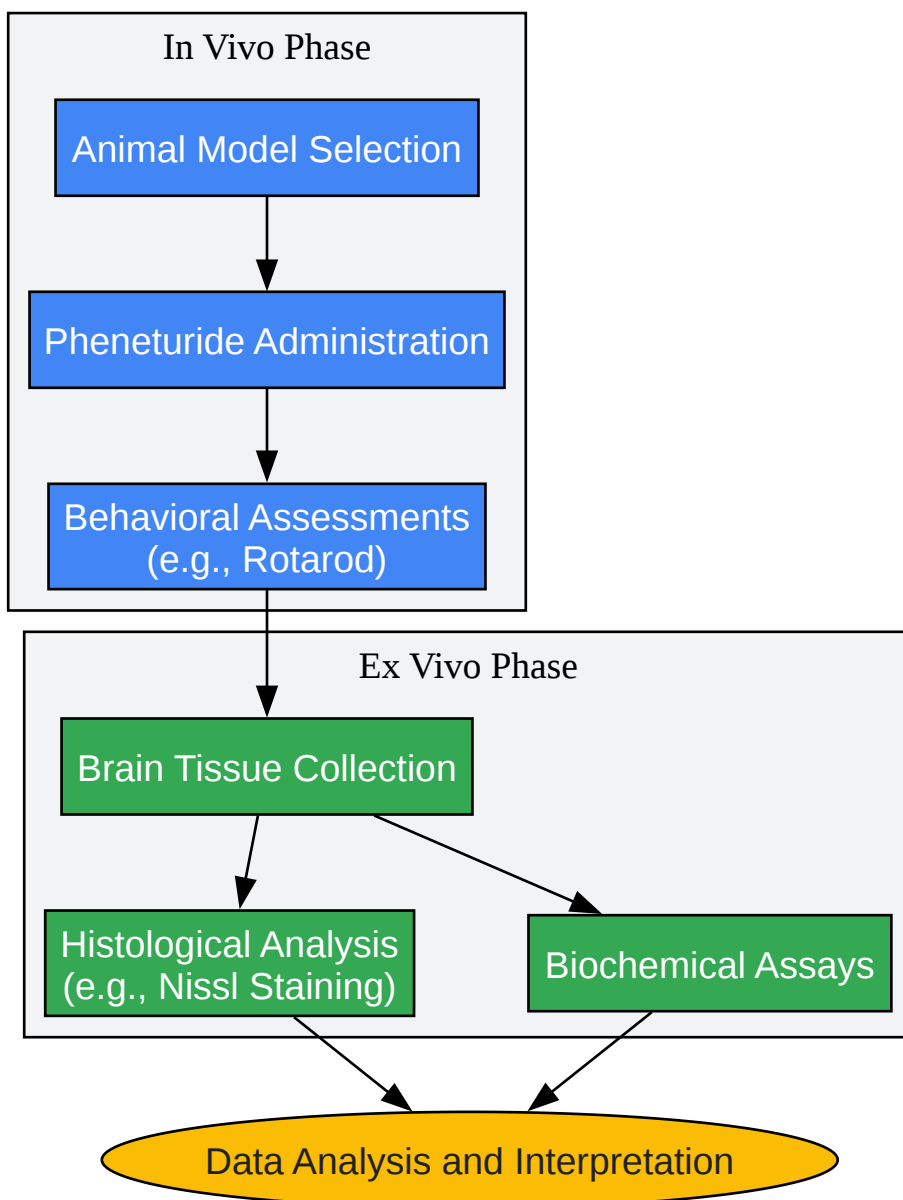 In Vivo Phase
Animal Model Selection
Pheneturide Administration
Behavioral Assessments
(e.g., Rotarod)
Ex Vivo Phase
Brain Tissue Collection
Histological Analysis
(e.g., Nissl Staining)
Biochemical Assays
Data Analysis and Interpretation